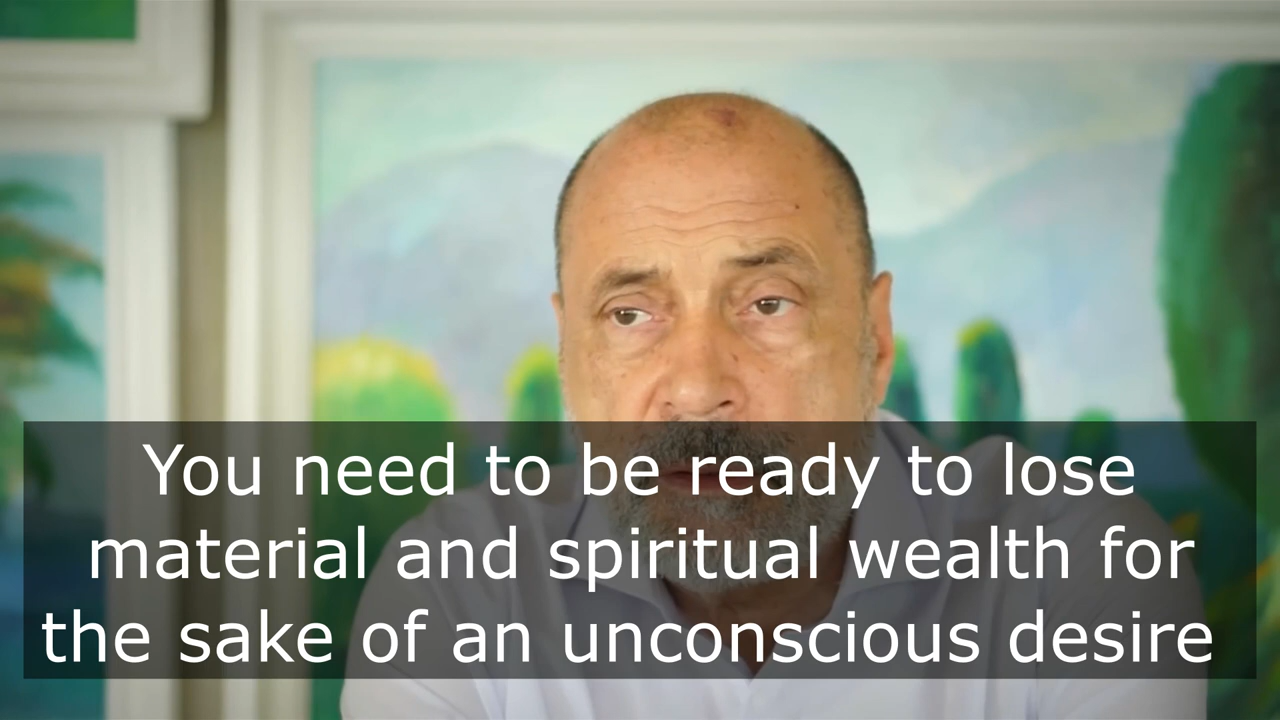 You need to be ready to lose
material and spiritual wealth for
the sake of an unconscious desire